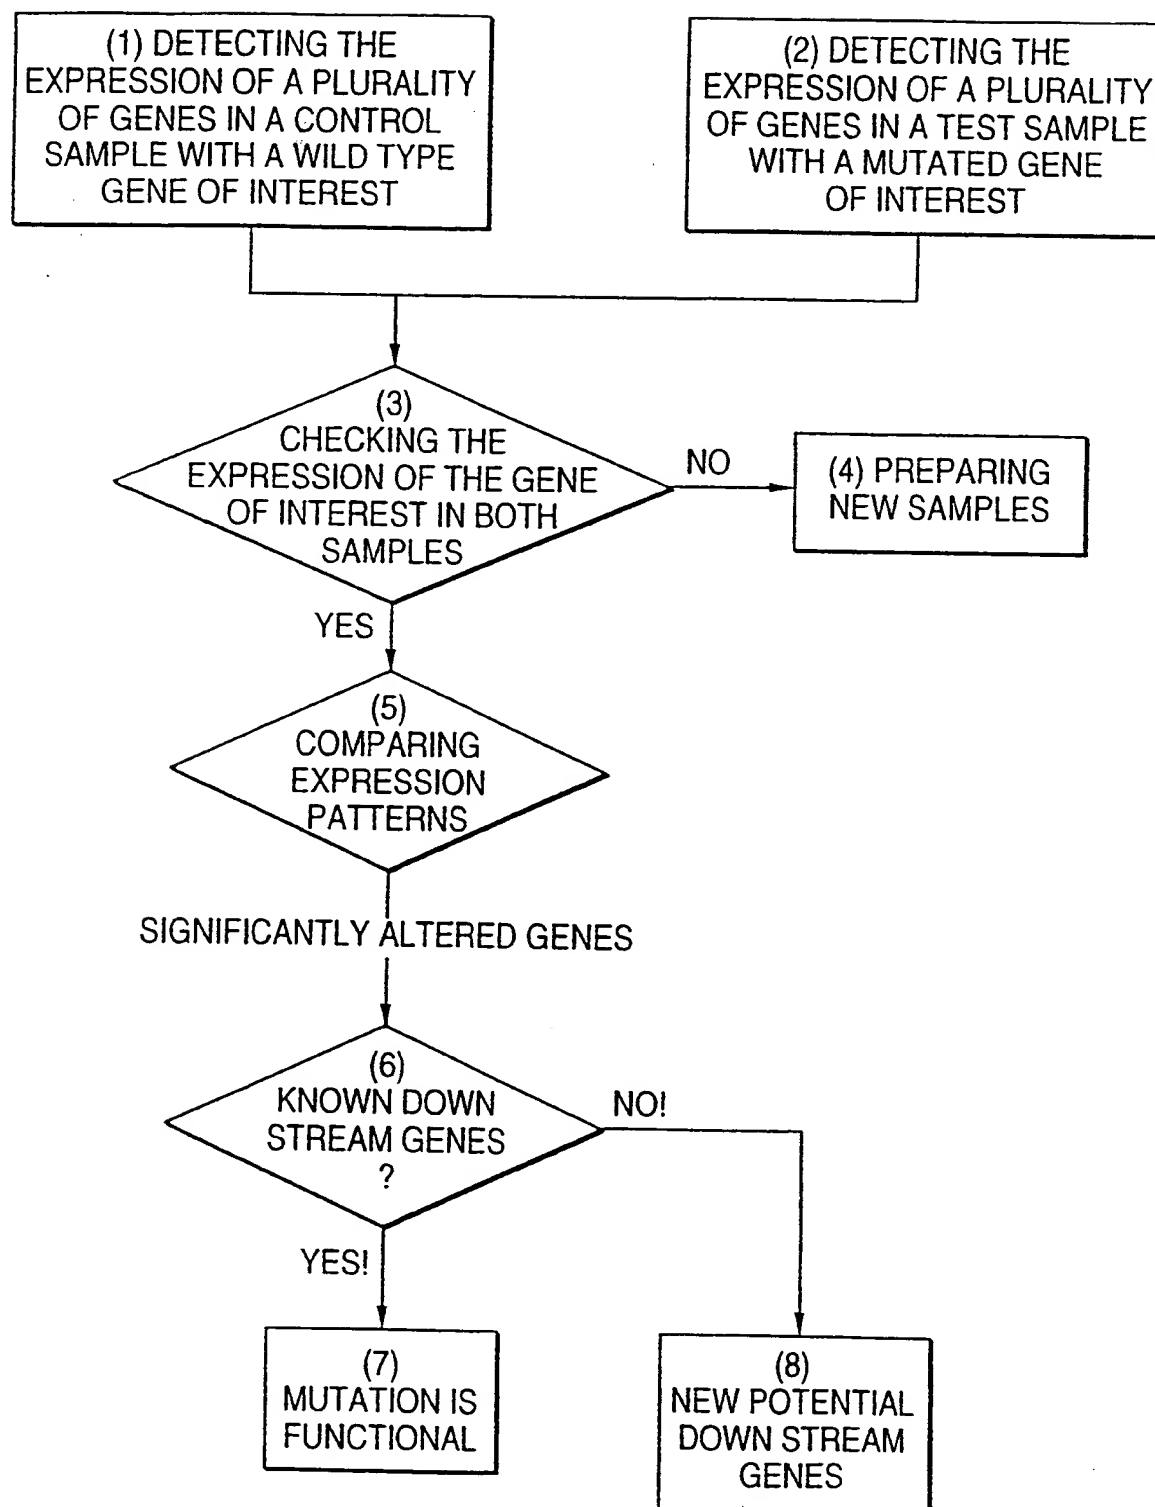 (1) DETECTING THE
EXPRESSION OF A PLURALITY
OF GENES IN A CONTROL
SAMPLE WITH A WILD TYPE
GENE OF INTEREST
(2) DETECTING THE
EXPRESSION OF A PLURALITY
OF GENES IN A TEST SAMPLE
WITH A MUTATED GENE
OF INTEREST
(3)
CHECKING THE
EXPRESSION OF THE GENE
OF INTEREST IN BOTH
SAMPLES
NO
(4) PREPARING
NEW SAMPLES
YES
(5)
COMPARING
EXPRESSION
PATTERNS
SIGNIFICANTLY ALTERED GENES
(6)
KNOWN DOWN
STREAM GENES
?
NO!
YES!
(7)
MUTATION IS
FUNCTIONAL
(8)
NEW POTENTIAL
DOWN STREAM
GENES